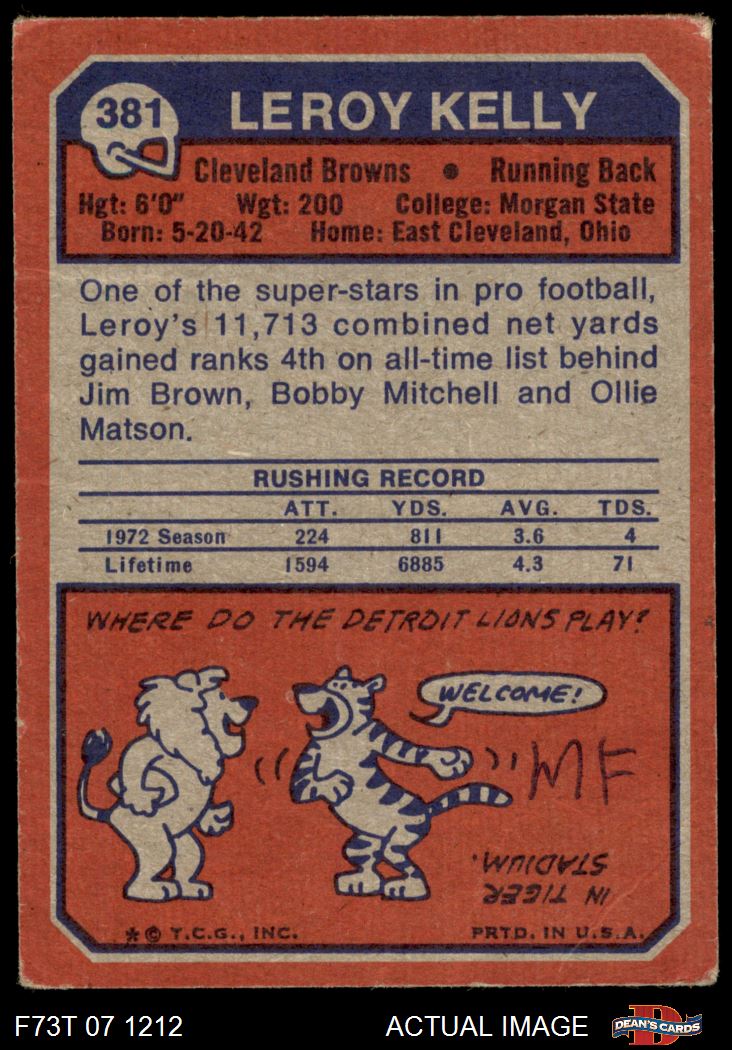 381
LEROY KELLY
Cleveland Browns • Running Back
Hgt: 6'0" Wgt: 200 College: Morgan State
Born: 5-20-42 Home: East Cleveland, Ohio
One of the super-stars in pro football,
Leroy's 11,713 combined net yards
gained ranks 4th on all-time list behind
Jim Brown, Bobby Mitchell and Ollie
Matson.
RUSHING RECORD
ATT. YDS. AVG. TDS.
1972 Season 224 811 3.6 4
Lifetime 1594 6885 4.3 71
WHERE DO THE DETROIT LIONS PLAY?
WELCOME!
MF
IN TIGER
STADIUM.
* © T.C.G., INC. PRTD. IN U.S.A.
F73T 07 1212 ACTUAL IMAGE
D
DEAN'S CARDS